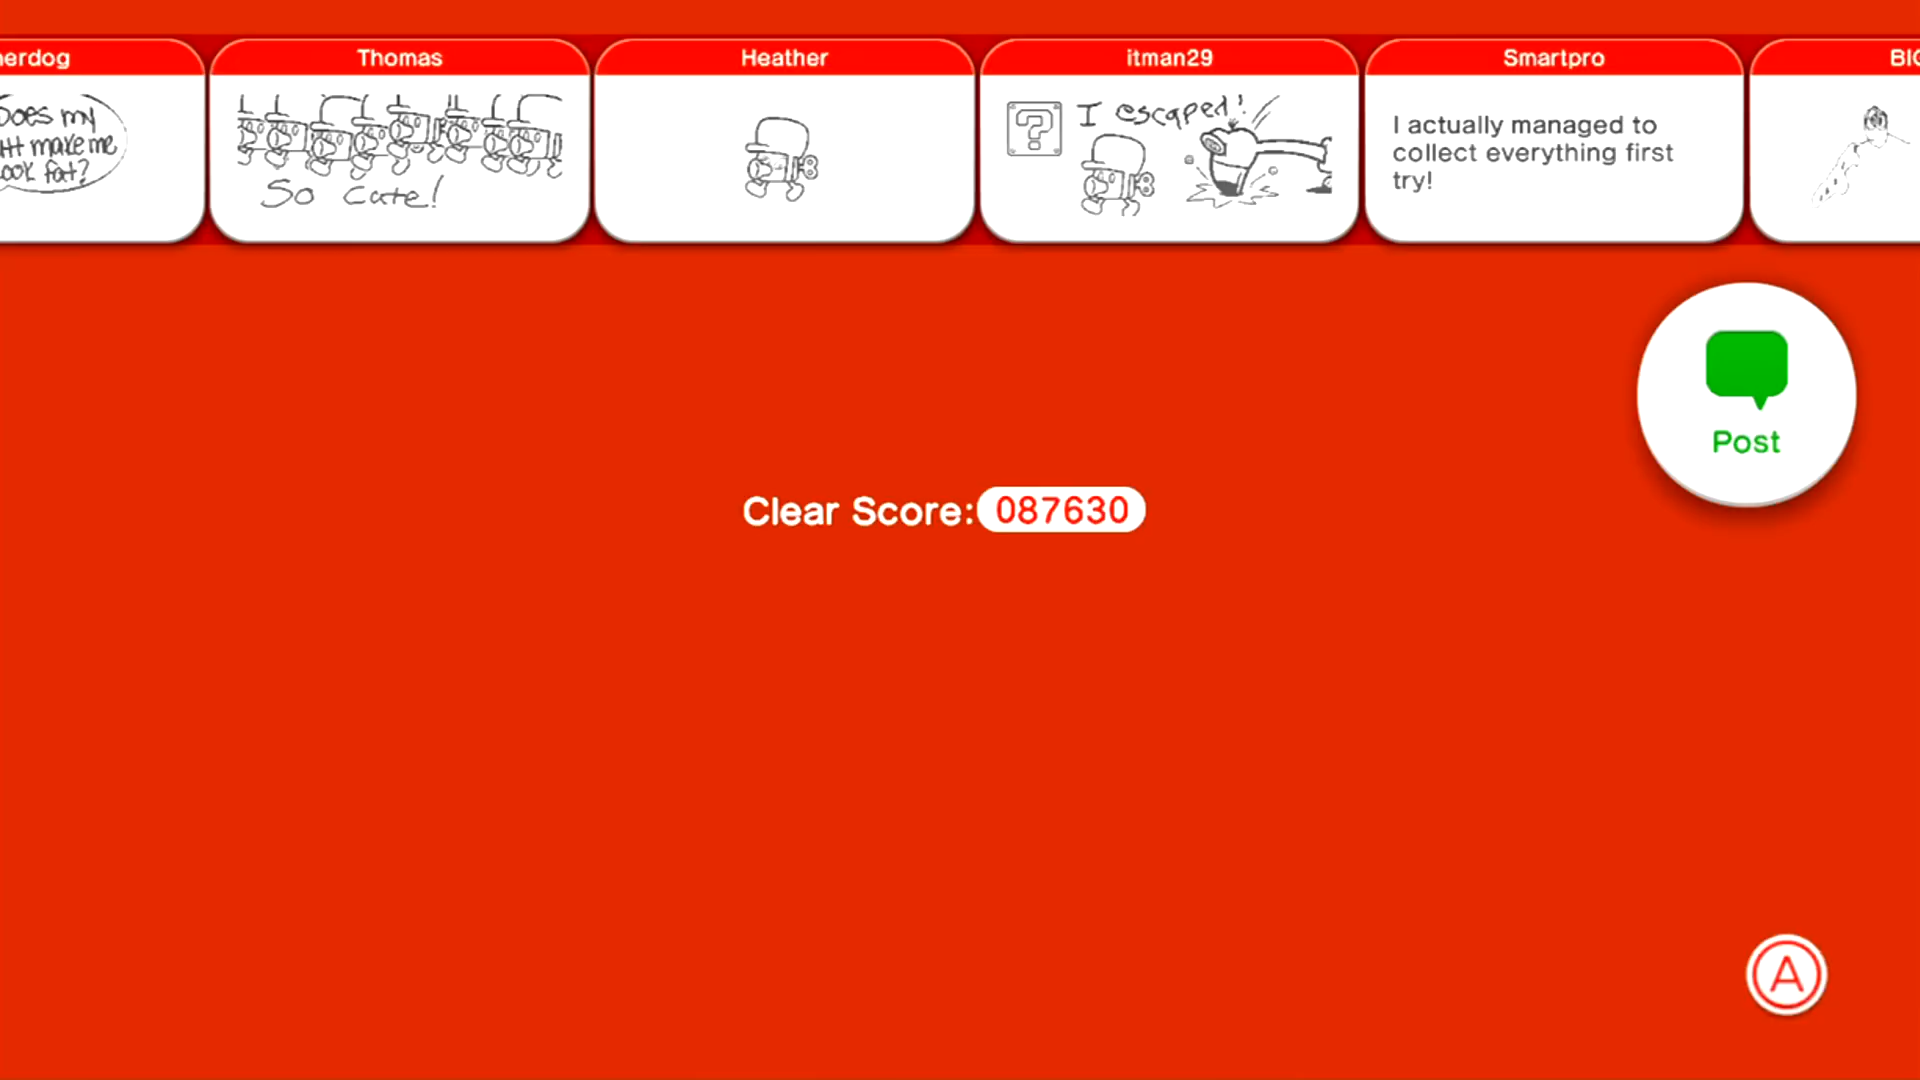 erdog
Does my
make me
look fat?
Thomas
So cute!
Heather
itman29
?
I escaped!
Smartpro
I actually managed to
collect everything first
try!
Post
Clear Score: 087630
A